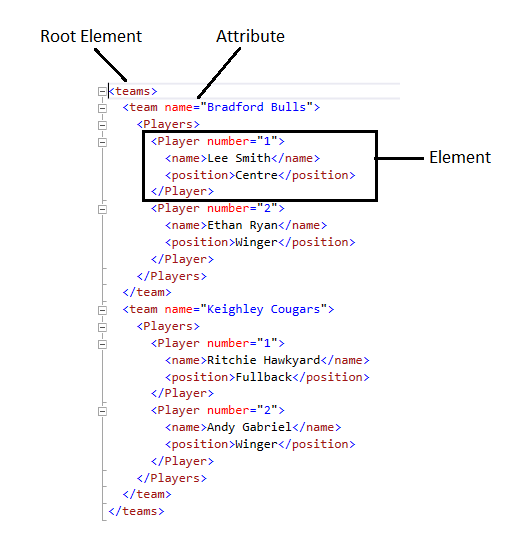 Root Element Attribute
<teams>
<team name="Bradford Bulls">
<Players>
<Player number="1">
<name>Lee Smith</name>
Element
<position>Centre</position>
</Player>
<Player number="2">
<name>Ethan Ryan</name>
<position>Winger</position>
</Player>
</Players>
</team>
<team name="Keighley Cougars">
<Players>
<Player number="1">
<name>Ritchie Hawkyard</name>
<position>Fullback</position>
</Player>
<Player number="2">
<name>Andy Gabriel</name>
<position>Winger</position>
</Player>
</Players>
</team>
</teams>